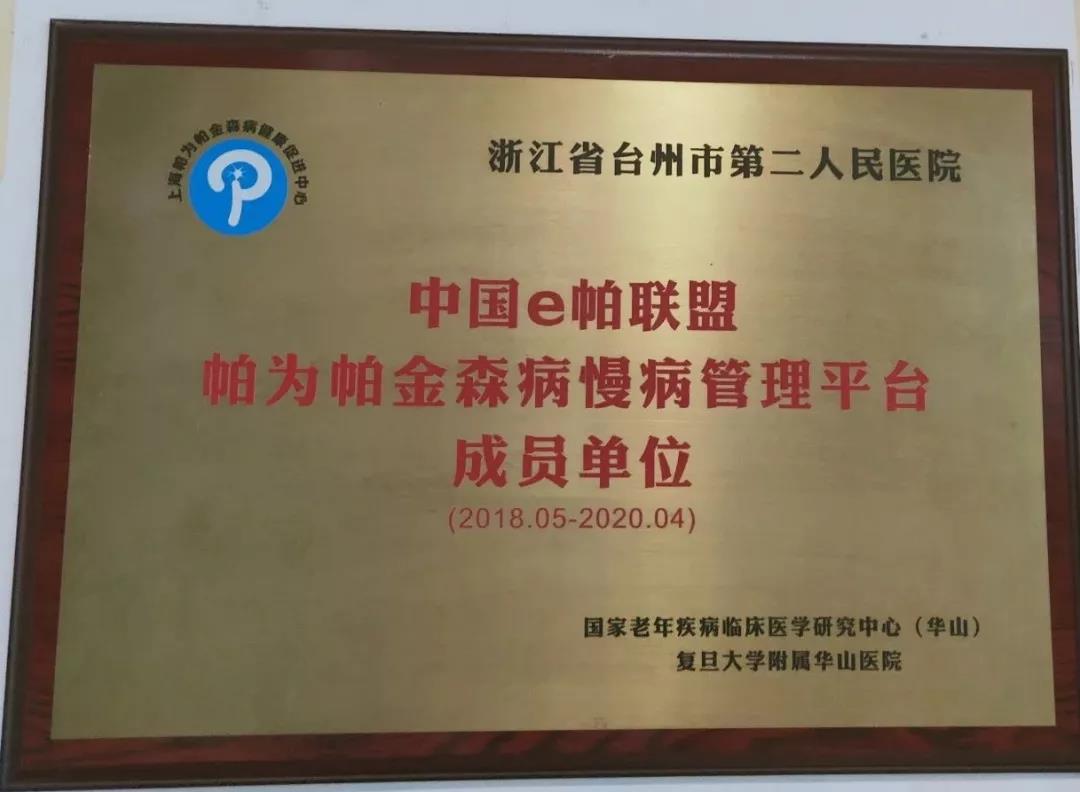 上海帕为帕金森病健康促进中心
浙江省台州市第二人民医院
中国e帕联盟
帕为帕金森病慢病管理平台
成员单位
(2018.05-2020.04)
国家老年疾病临床医学研究中心（华山）
复旦大学附属华山医院